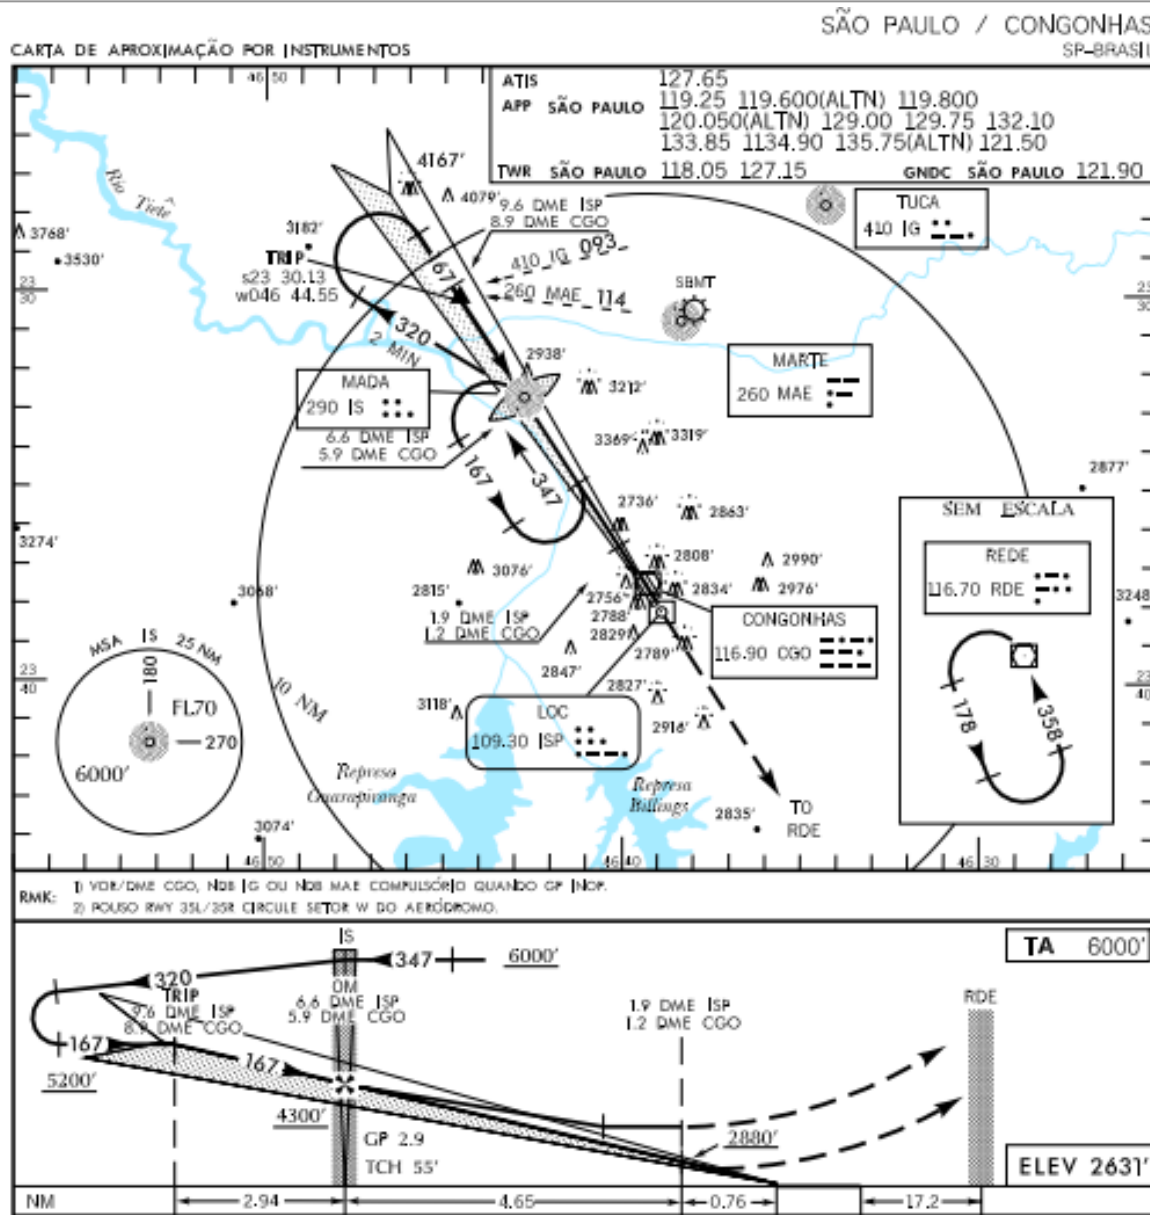 SÃO PAULO / CONGONHAS
CARTA DE APROXIMAÇÃO POR INSTRUMENTOS
SP-BRASIL
46 50
ATIS 127.65
APP SÃO PAULO 119.25 119.600(ALTN) 119.800
120.050(ALTN) 129.00 129.75 132.10
133.85 1134.90 135.75(ALTN) 121.50
TWR SÃO PAULO 118.05 127.15 GNDC SÃO PAULO 121.90
Rio Tietê
4167'
4079'
9.6 DME ISP
8.9 DME CGO
TUCA
410 IG
3768'
3530'
3182'
TRIP
s23 30.13
w046 44.55
410 IG 093
260 MAE 114
SBMT
23
30
23
30
167
320
2 MIN
2938'
3212'
MARTE
260 MAE
MADA
290 IS
6.6 DME ISP
5.9 DME CGO
3369'
3319'
167
347
2877'
2736'
2863'
SEM ESCALA
REDE
116.70 RDE
178
358
3274'
3076'
2808'
2990'
3068'
2815'
2834'
2976'
3248'
2756'
2788'
1.9 DME ISP
1.2 DME CGO
2829'
2789'
CONGONHAS
116.90 CGO
2847'
MSA IS 25 NM
180
FL70
270
6000'
10 NM
23
40
23
40
3118'
2827'
2916'
LOC
109.30 ISP
Represa
Guarapiranga
Represa
Billings
3074'
2835'
TO
RDE
46 50
46 40
46 30
RMK: 1) VOR/DME CGO, NDB IG OU NDB MAE COMPULSÓRIO QUANDO GP INOP.
2) POUSO RWY 35L/35R CIRCULE SETOR W DO AERÓDROMO.
IS
TA 6000'
347
6000'
320
TRIP
9.6 DME ISP
8.9 DME CGO
OM
6.6 DME ISP
5.9 DME CGO
1.9 DME ISP
1.2 DME CGO
RDE
167
167
5200'
4300'
2880'
GP 2.9
TCH 55'
ELEV 2631'
NM 2.94 4.65 0.76 17.2